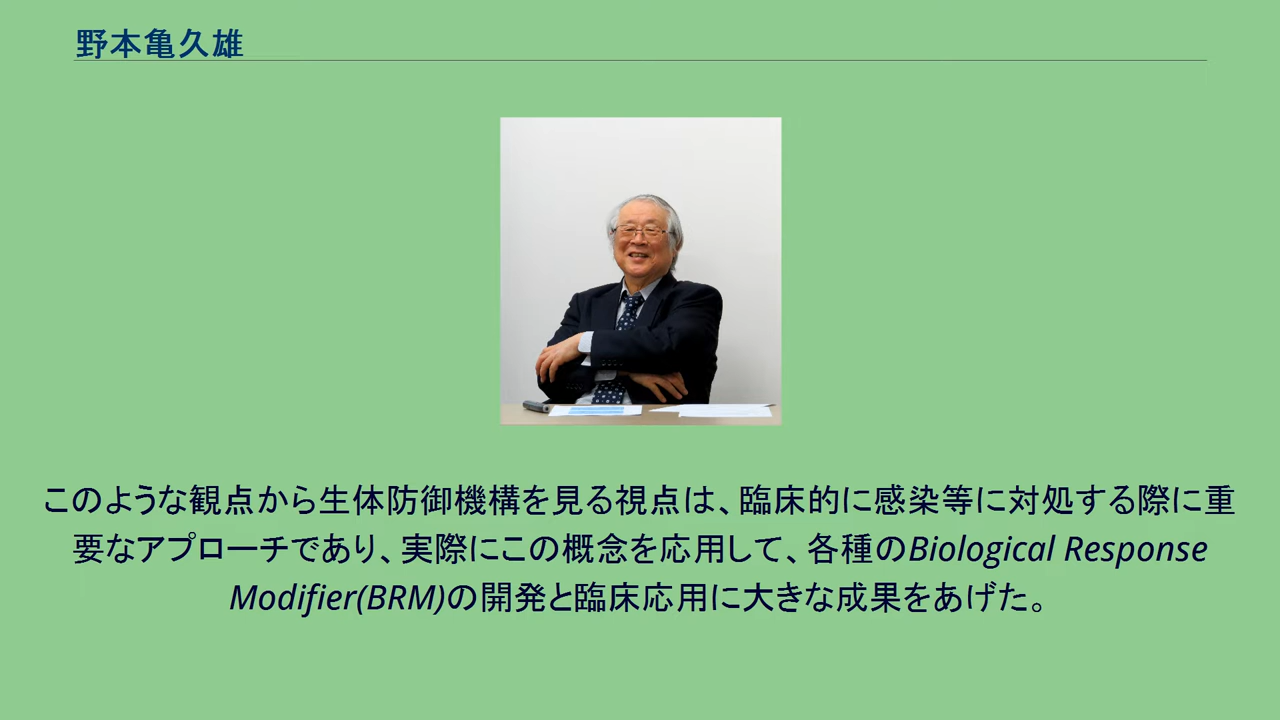 野本亀久雄
このような観点から生体防御機構を見る視点は、臨床的に感染等に対処する際に重
要なアプローチであり、実際にこの概念を応用して、各種のBiological Response
Modifier(BRM)の開発と臨床応用に大きな成果をあげた。